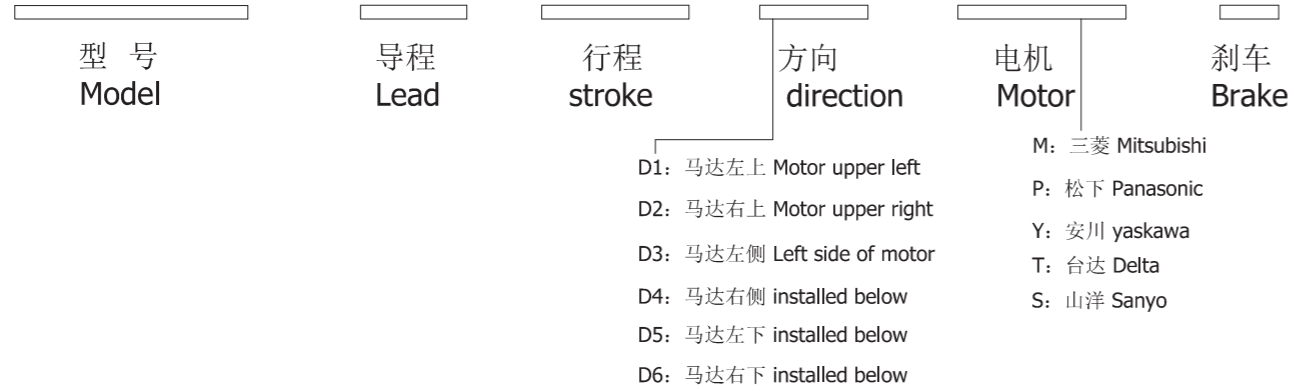 型 号 导程 行程 方向 电机 刹车
Model Lead stroke direction Motor Brake
D1：马达左上 Motor upper left
D2：马达右上 Motor upper right
D3：马达左侧 Left side of motor
D4：马达右侧 installed below
D5：马达左下 installed below
D6：马达右下 installed below
M：三菱 Mitsubishi
P：松下 Panasonic
Y：安川 yaskawa
T：台达 Delta
S：山洋 Sanyo